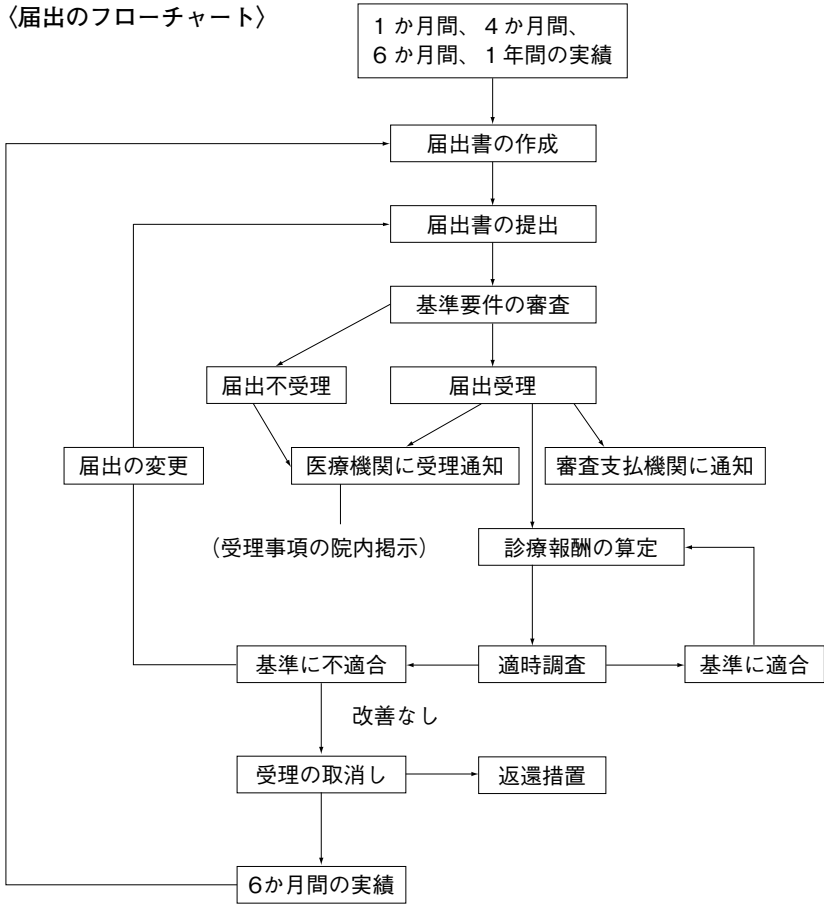 〈届出のフローチャート〉
1か月間、4か月間、
6か月間、1年間の実績
届出書の作成
届出書の提出
基準要件の審査
届出不受理
届出受理
届出の変更
医療機関に受理通知
審査支払機関に通知
(受理事項の院内掲示)
診療報酬の算定
基準に不適合
適時調査
基準に適合
改善なし
受理の取消し
返還措置
6か月間の実績